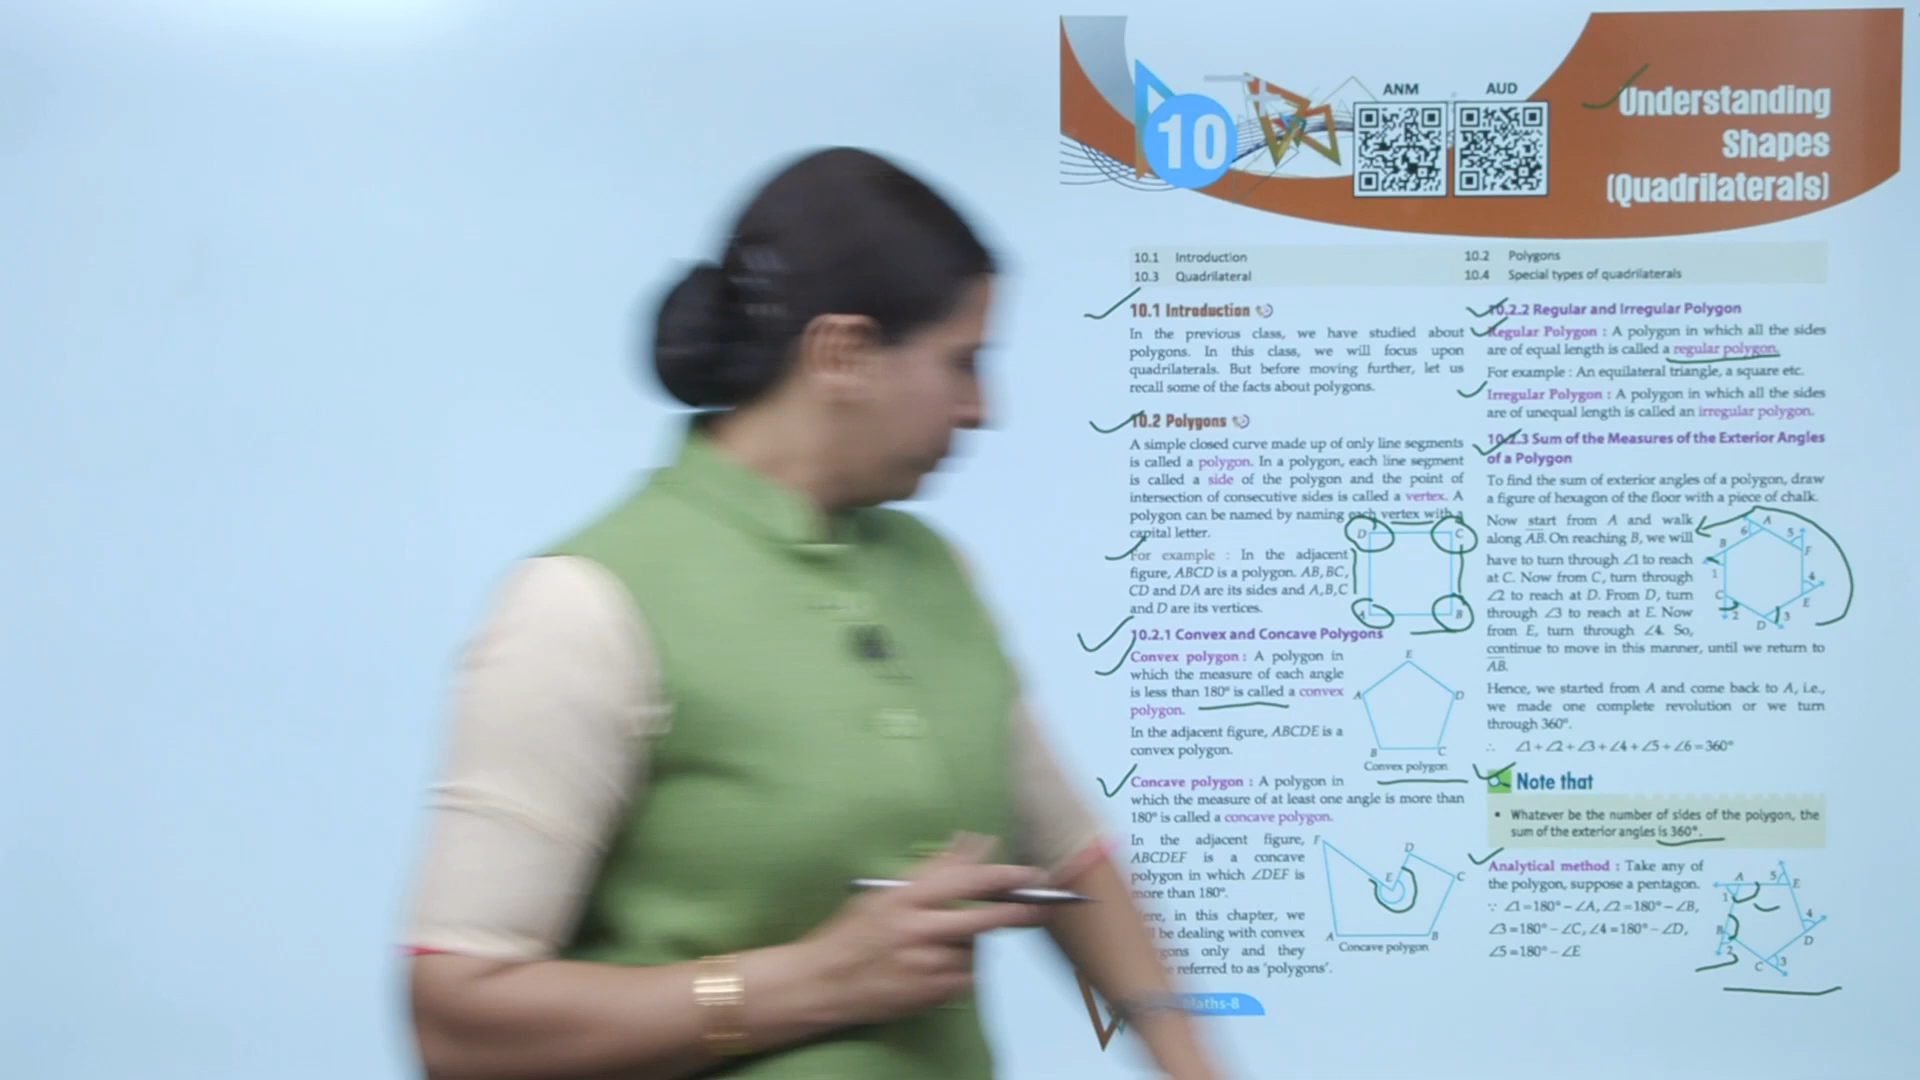 10
ANM
AUD
Understanding
Shapes
(Quadrilaterals)
10.1 Introduction
10.2 Polygons
10.3 Quadrilateral
10.4 Special types of quadrilaterals
10.1 Introduction
In the previous class, we have studied about
polygons. In this class, we will focus upon
quadrilaterals. But before moving further, let us
recall some of the facts about polygons.
10.2 Polygons
A simple closed curve made up of only line segments
is called a polygon. In a polygon, each line segment
is called a side of the polygon and the point of
intersection of consecutive sides is called a vertex. A
polygon can be named by naming each vertex with a
capital letter.
For example : In the adjacent
figure, ABCD is a polygon. AB, BC,
CD and DA are its sides and A,B,C
and D are its vertices.
D C
A B
10.2.1 Convex and Concave Polygons
Convex polygon : A polygon in
which the measure of each angle
is less than 180° is called a convex
polygon.
In the adjacent figure, ABCDE is a
convex polygon.
E
A D
B C
Convex polygon
Concave polygon : A polygon in
which the measure of at least one angle is more than
180° is called a concave polygon.
In the adjacent figure,
ABCDEF is a concave
polygon in which ∠DEF is
more than 180°.
in this chapter, we
be dealing with convex
only and they
referred to as 'polygons'.
F D
E C
A B
Concave polygon
Maths-8
10.2.2 Regular and Irregular Polygon
Regular Polygon : A polygon in which all the sides
are of equal length is called a regular polygon.
For example : An equilateral triangle, a square etc.
Irregular Polygon : A polygon in which all the sides
are of unequal length is called an irregular polygon.
10.2.3 Sum of the Measures of the Exterior Angles
of a Polygon
To find the sum of exterior angles of a polygon, draw
a figure of hexagon of the floor with a piece of chalk.
Now start from A and walk
along AB. On reaching B, we will
have to turn through ∠1 to reach
at C. Now from C, turn through
∠2 to reach at D. From D, turn
through ∠3 to reach at E. Now
from E, turn through ∠4. So,
continue to move in this manner, until we return to
AB.
6 A 5
B F
1 4
C E
2 D 3
Hence, we started from A and come back to A, i.e.,
we made one complete revolution or we turn
through 360°.
∴ ∠1+∠2+∠3+∠4+∠5+∠6=360°
Note that
• Whatever be the number of sides of the polygon, the
sum of the exterior angles is 360°.
Analytical method : Take any of
the polygon, suppose a pentagon.
∵ ∠1=180°−∠A, ∠2=180°−∠B,
∠3=180°−∠C, ∠4=180°−∠D,
∠5=180°−∠E
A 5 E
1
B 4
2 D
C 3